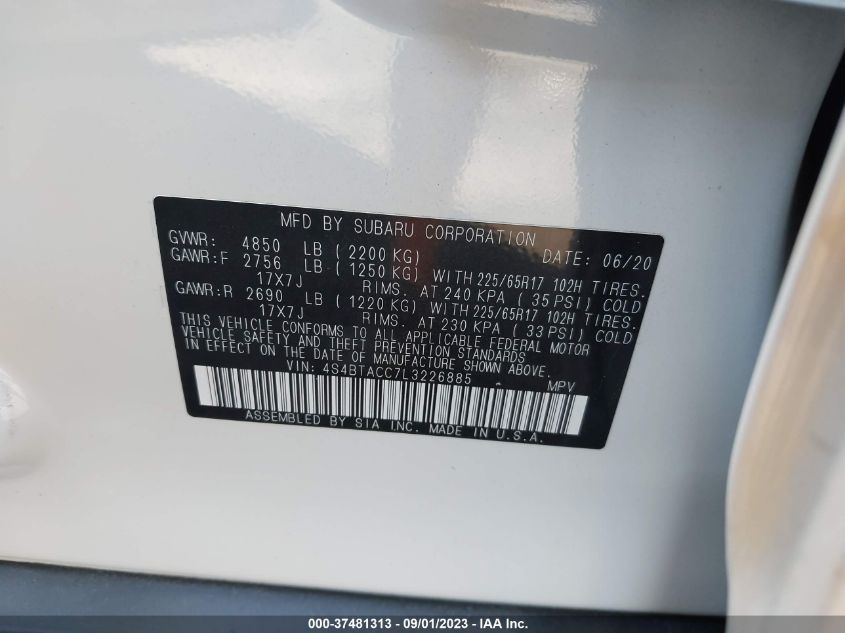 MFD BY SUBARU CORPORATION
GVWR: 4850 LB ( 2200 KG) DATE: 06/20
GAWR:F 2756 LB ( 1250 KG) WITH 225/65R17 102H TIRES.
17X7J RIMS. AT 240 KPA ( 35 PSI) COLD
GAWR:R 2690 LB ( 1220 KG) WITH 225/65R17 102H TIRES.
17X7J RIMS. AT 230 KPA ( 33 PSI) COLD
THIS VEHICLE CONFORMS TO ALL APPLICABLE FEDERAL MOTOR
VEHICLE SAFETY AND THEFT PREVENTION STANDARDS
IN EFFECT ON THE DATE OF MANUFACTURE SHOWN ABOVE.
VIN: 4S4BTACC7L3226885 MPV
ASSEMBLED BY SIA INC. MADE IN U.S.A.
000-37481313 - 09/01/2023 - IAA Inc.